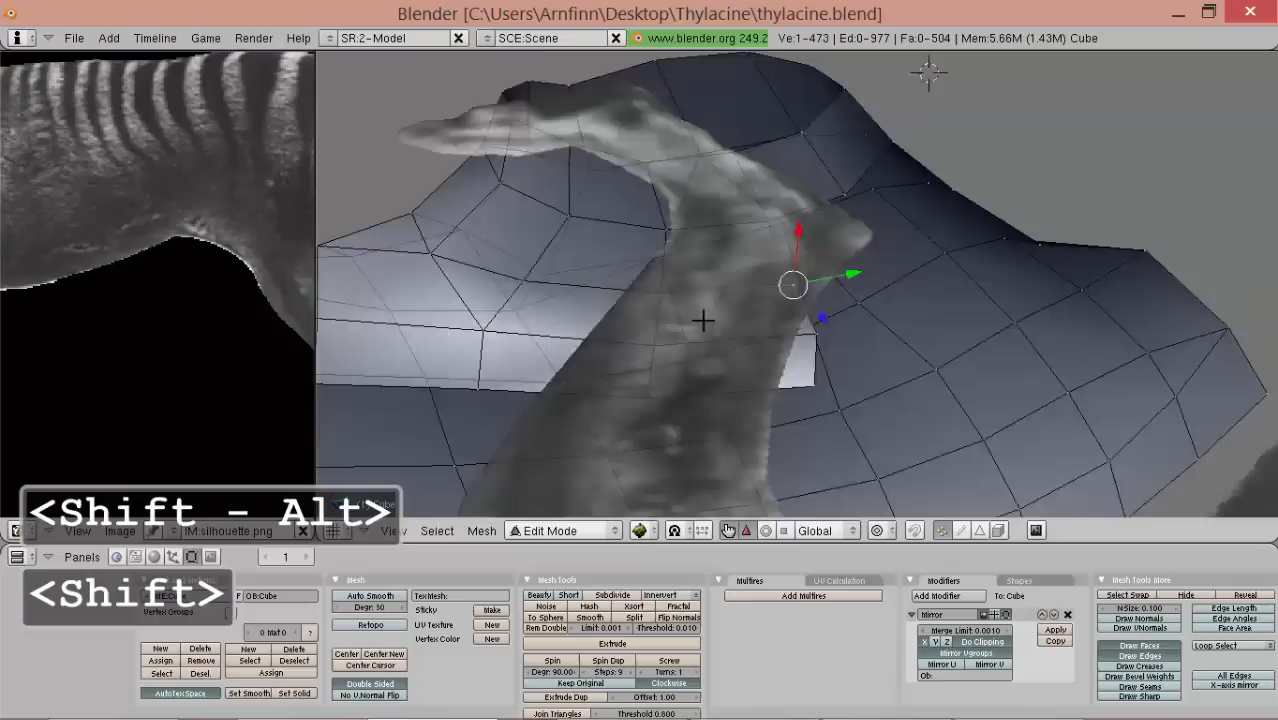 Blender [C:\Users\Arnfinn\Desktop\Thylacine\thylacine.blend]
File Add Timeline Game Render Help SR:2-Model SCE:Scene www.blender.org 249.2 Ve:1-473 | Ed:0-977 | Fa:0-504 | Mem:5.66M (1.43M) Cube
<Shift - Alt>
View Image IM:silhouette.png Select Mesh Edit Mode Global
Panels 1
<Shift>
Mesh Mesh Tools Multires UV Calculation Modifiers Shapes Mesh Tools More
F OB:Cube
Vertex Groups
0 Mat 0 ?
New Delete New Delete
Assign Remove Select Deselect
Select Desel. Assign
AutoTexSpace Set Smooth Set Solid
Auto Smooth TexMesh:
Degr: 30 Sticky Make
Retopo UV Texture New
Vertex Color New
Center Center New
Center Cursor
Double Sided
No V.Normal Flip
Beauty Short Subdivide Innervert
Noise Hash Xsort Fractal
To Sphere Smooth Split Flip Normals
Rem Double Limit: 0.001 Threshold: 0.010
Extrude
Spin Spin Dup Screw
Degr: 90.00 Steps: 9 Turns: 1
Keep Original Clockwise
Extrude Dup Offset: 1.00
Join Triangles Threshold 0.800
Add Multires
Add Modifier To: Cube
Mirror
Merge Limit: 0.0010 Apply
X Y Z Do Clipping Copy
Mirror Vgroups
Mirror U Mirror V
Ob:
Select Swap Hide Reveal
NSize: 0.100 Edge Length
Draw Normals Edge Angles
Draw VNormals Face Area
Draw Faces Loop Select
Draw Edges
Draw Creases
Draw Bevel Weights All Edges
Draw Seams X-axis mirror
Draw Sharp